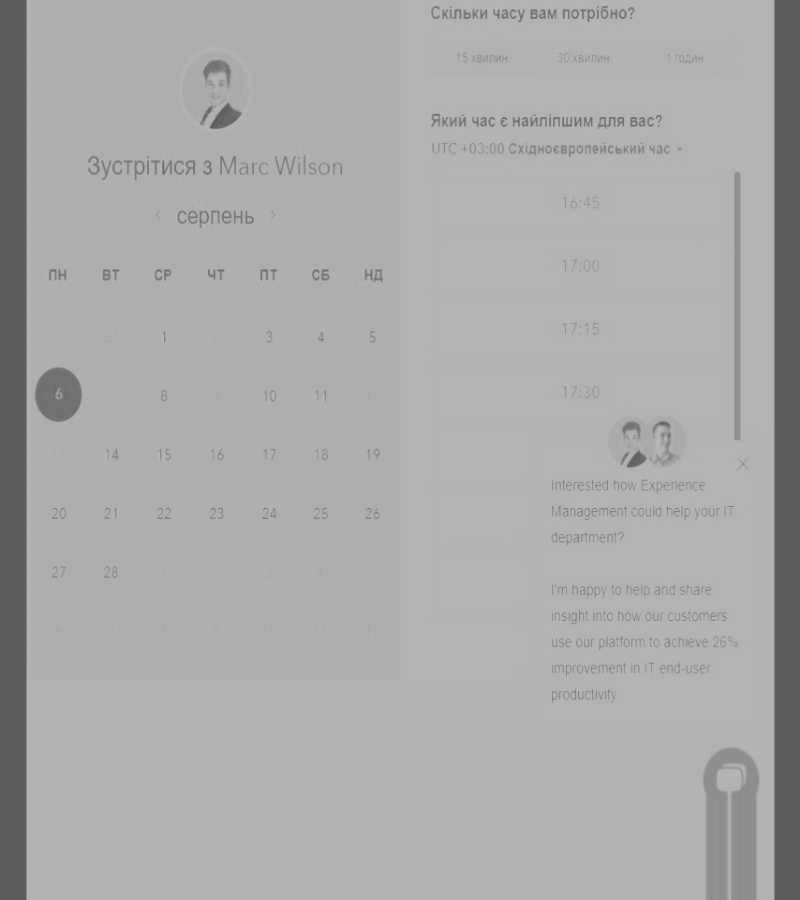 Зустрітися з Marc Wilson
серпень
ПН ВТ СР ЧТ ПТ СБ НД
30 31 1 2 3 4 5
6 7 8 9 10 11 12
13 14 15 16 17 18 19
20 21 22 23 24 25 26
27 28 1 2 3 4 5
6 7 8 9 10 11 12
Скільки часу вам потрібно?
15 хвилин 30 хвилин 1 годин
Який час є найліпшим для вас?
UTC +03:00 Східноєвропейський час
16:45
17:00
17:15
17:30
Interested how Experience
Management could help your IT
department?
I'm happy to help and share
insight into how our customers
use our platform to achieve 26%
improvement in IT end-user
productivity